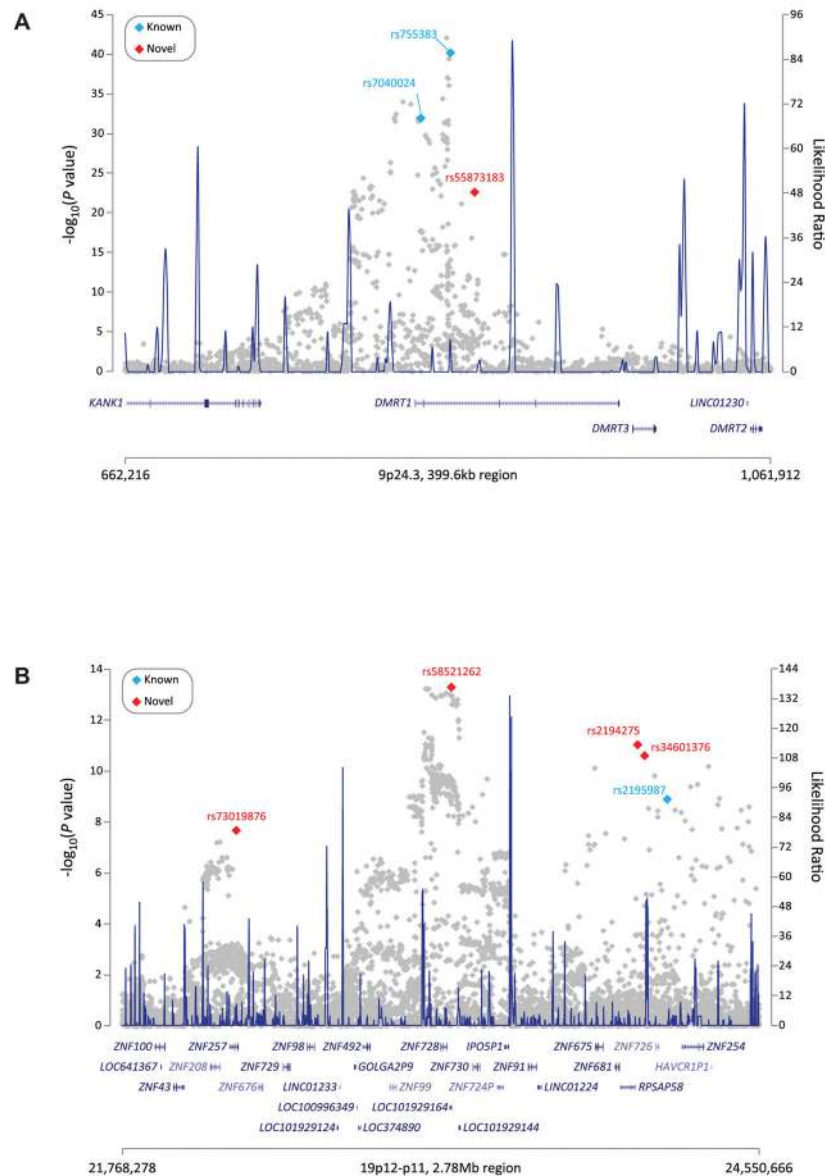 A
45
40
35
30
25
20
15
10
5
0
-log10(P value)
Known
Novel
rs755383
rs7040024
rs55873183
96
84
72
60
48
36
24
12
0
Likelihood Ratio
KANK1
DMRT1
LINC01230
DMRT3
DMRT2
662,216
9p24.3, 399.6kb region
1,061,912
B
14
12
10
8
6
4
2
0
-log10(P value)
Known
Novel
rs58521262
rs2194275
rs34601376
rs2195987
rs73019876
144
132
120
108
96
84
72
60
48
36
24
12
0
Likelihood Ratio
ZNF100 ZNF257 ZNF98 ZNF492 ZNF728 IPO5P1 ZNF675 ZNF726 ZNF254
LOC641367 ZNF208 ZNF729 GOLGA2P9 ZNF730 ZNF91 ZNF681 HAVCR1P1
ZNF43 ZNF676 LINC01233 ZNF99 ZNF724P LINC01224 RPSAP58
LOC100996349 LOC101929164
LOC101929124 LOC374890 LOC101929144
21,768,278
19p12-p11, 2.78Mb region
24,550,666